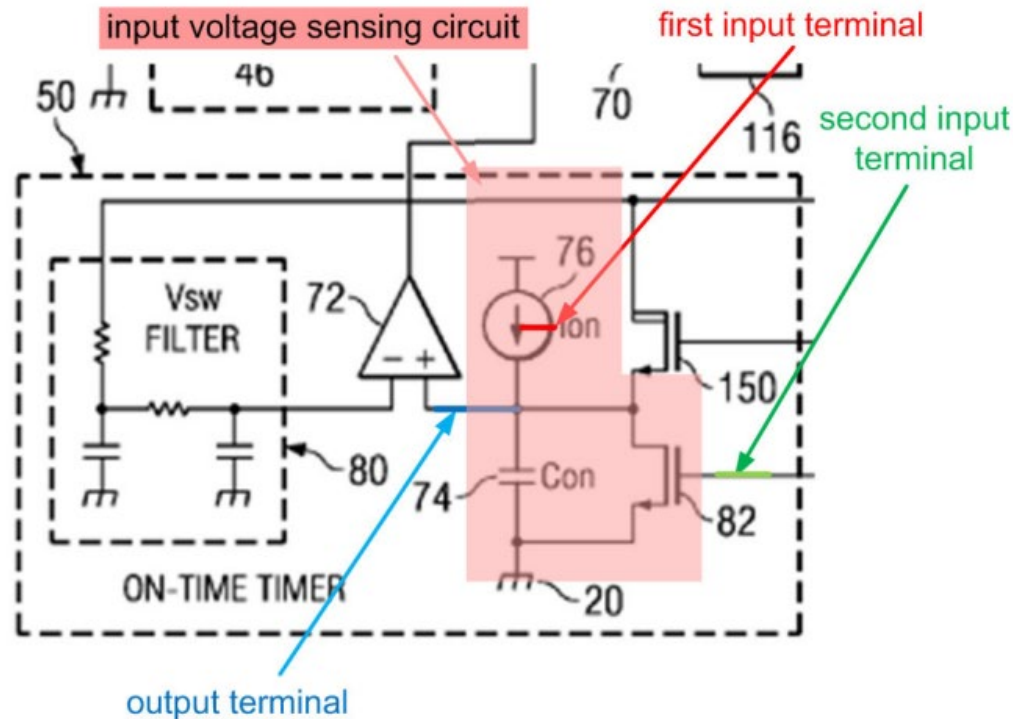 input voltage sensing circuit
first input terminal
46
50
70
116
second input
terminal
76
Vsw
FILTER
72
Ion
- +
150
80
74
Con
82
ON-TIME TIMER
20
output terminal